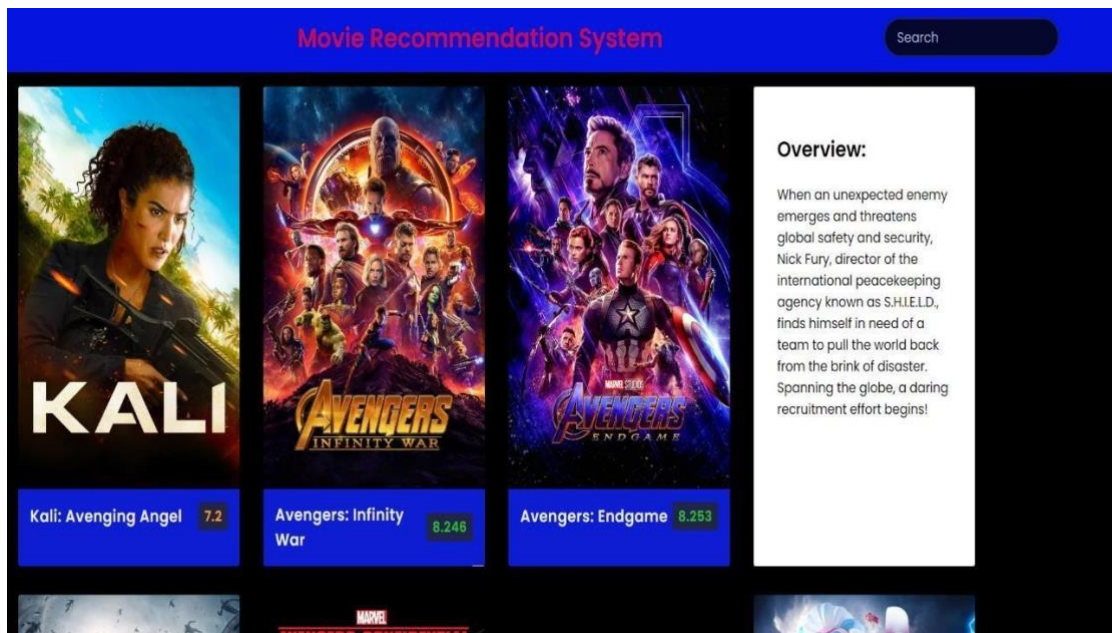 Movie Recommendation System
Search
KALI
AVENGERS
INFINITY WAR
MARVEL STUDIOS
AVENGERS
ENDGAME
Overview:
When an unexpected enemy
emerges and threatens
global safety and security,
Nick Fury, director of the
international peacekeeping
agency known as S.H.I.E.L.D.,
finds himself in need of a
team to pull the world back
from the brink of disaster.
Spanning the globe, a daring
recruitment effort begins!
Kali: Avenging Angel 7.2
Avengers: Infinity
War
8.246
Avengers: Endgame 8.253
MARVEL
AVENGERS CONFIDENTIAL